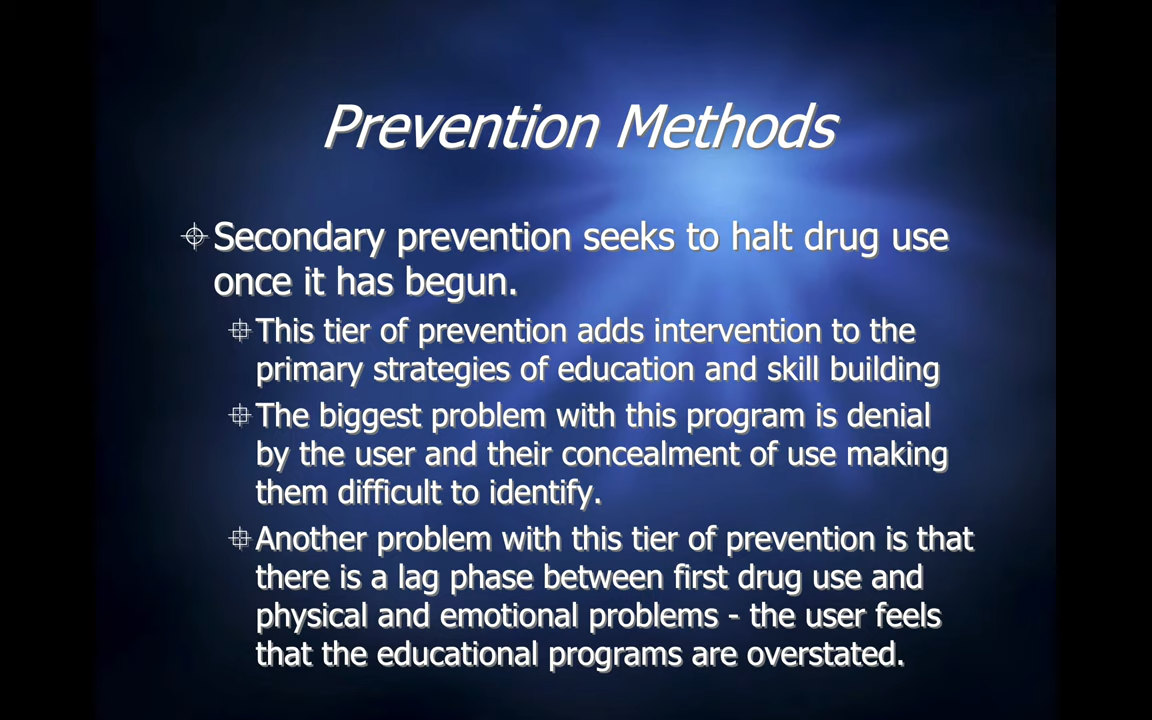 Prevention Methods
Secondary prevention seeks to halt drug use
once it has begun.
This tier of prevention adds intervention to the
primary strategies of education and skill building
The biggest problem with this program is denial
by the user and their concealment of use making
them difficult to identify.
Another problem with this tier of prevention is that
there is a lag phase between first drug use and
physical and emotional problems - the user feels
that the educational programs are overstated.